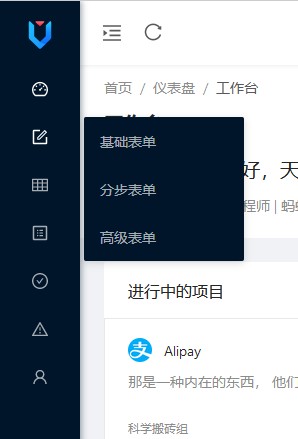 首页 / 仪表盘 / 工作台
基础表单
好，天
分步表单
程师 | 蚂
高级表单
进行中的项目
Alipay
那是一种内在的东西， 他们
科学搬砖组